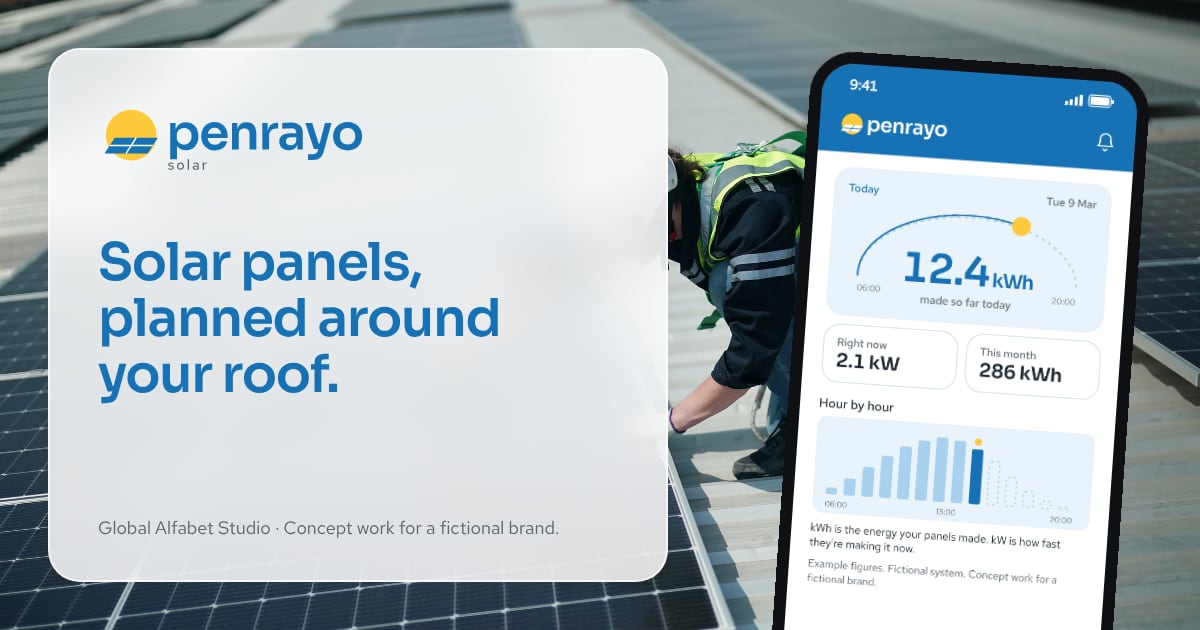 penrayo
solar
Solar panels,
planned around
your roof.
Global Alfabet Studio · Concept work for a fictional brand.
9:41
penrayo
Today
Tue 9 Mar
12.4 kWh
06:00
20:00
made so far today
Right now
2.1 kW
This month
286 kWh
Hour by hour
06:00
13:00
20:00
kWh is the energy your panels made. kW is how fast
they're making it now.
Example figures. Fictional system. Concept work for a
fictional brand.